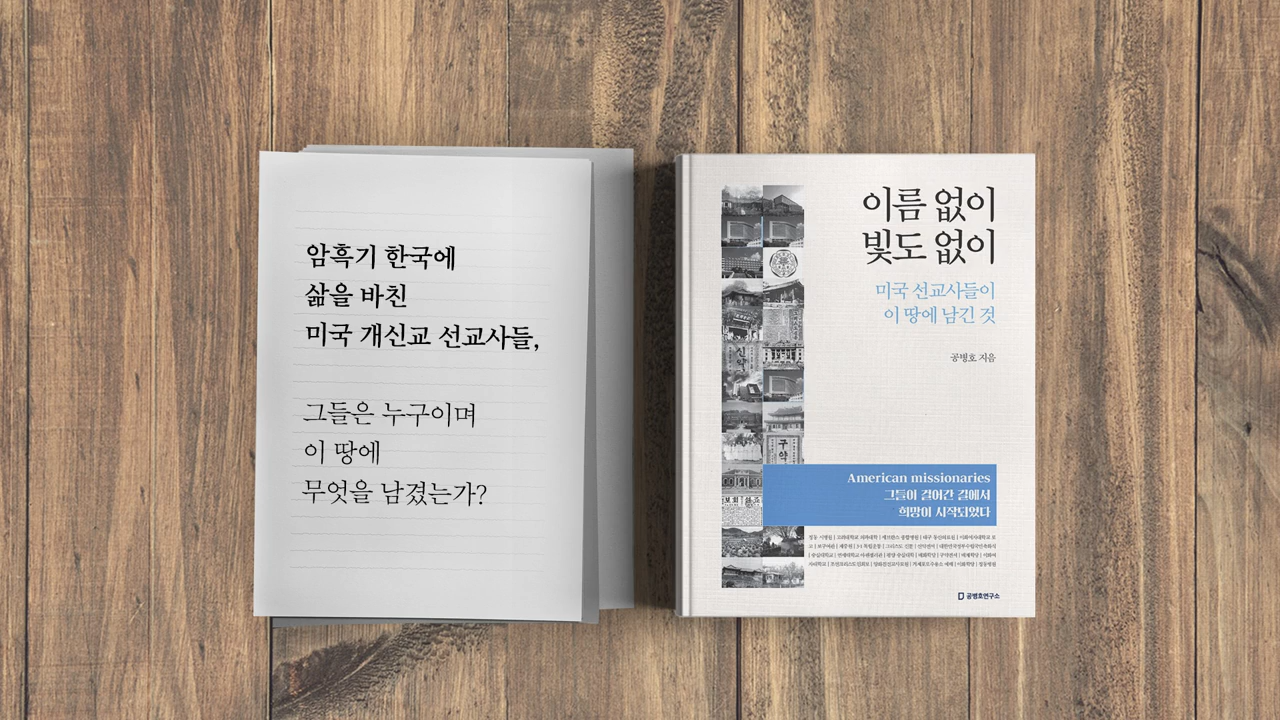 암흑기 한국에
삶을 바친
미국 개신교 선교사들,
그들은 누구이며
이 땅에
무엇을 남겼는가?
이름 없이
빛도 없이
미국 선교사들이
이 땅에 남긴 것
공병호 지음
신약
구약
American missionaries
그들이 걸어간 길에서
희망이 시작되었다
공병호연구소